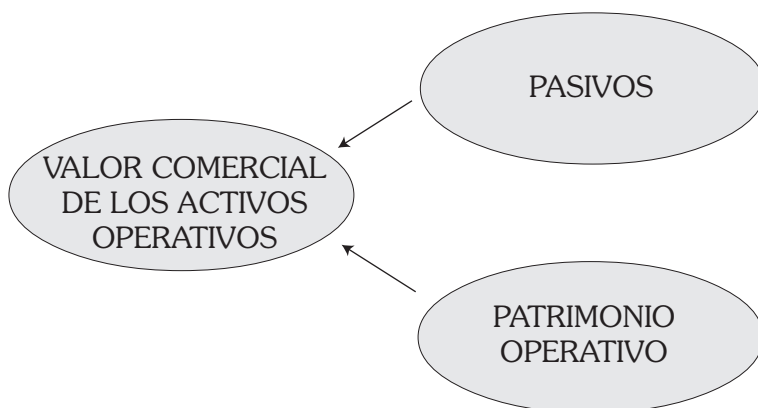 PASIVOS
VALOR COMERCIAL
DE LOS ACTIVOS
OPERATIVOS
PATRIMONIO
OPERATIVO